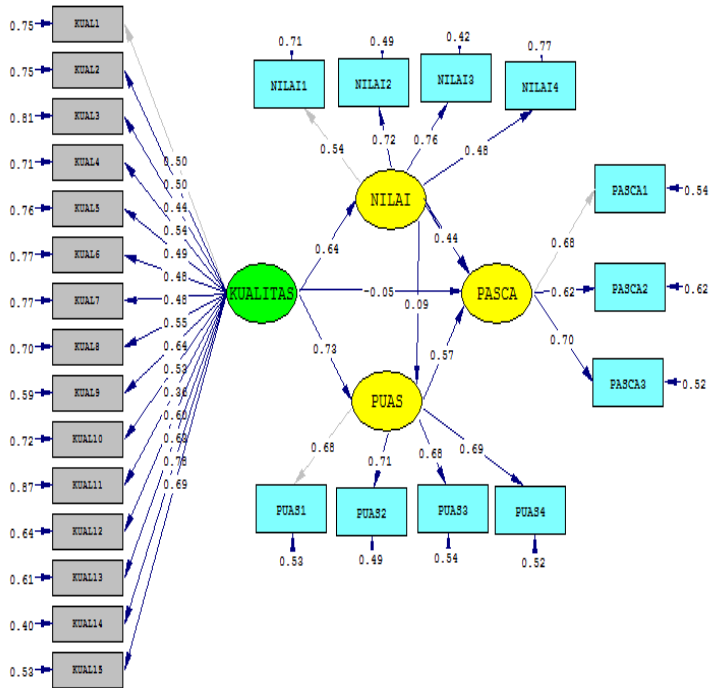 0.75
KUAL1
0.75
KUAL2
0.81
KUAL3
0.71
KUAL4
0.76
KUAL5
0.77
KUAL6
0.77
KUAL7
0.70
KUAL8
0.59
KUAL9
0.72
KUAL10
0.87
KUAL11
0.64
KUAL12
0.61
KUAL13
0.40
KUAL14
0.53
KUAL15
0.50
0.50
0.44
0.54
0.49
0.48
0.48
0.55
0.64
0.53
0.36
0.60
0.63
0.78
0.69
KUALITAS
0.64
-0.05
0.73
0.71
0.49
0.42
0.77
NILAI1
NILAI2
NILAI3
NILAI4
0.54
0.72
0.76
0.48
NILAI
0.44
0.09
PASCA
0.57
PUAS
0.68
0.71
0.68
0.69
PUAS1
PUAS2
PUAS3
PUAS4
0.53
0.49
0.54
0.52
0.68
0.62
0.70
PASCA1
0.54
PASCA2
0.62
PASCA3
0.52